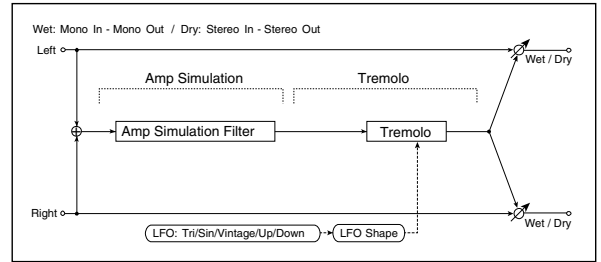 Wet: Mono In - Mono Out / Dry: Stereo In - Stereo Out
Left
Wet / Dry
Amp Simulation
Tremolo
Amp Simulation Filter
Tremolo
Right
Wet / Dry
LFO: Tri/Sin/Vintage/Up/Down
LFO Shape